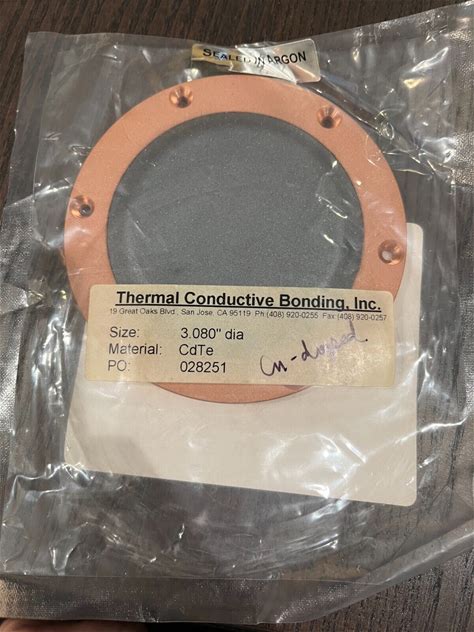 SEALED IN ARGON
Thermal Conductive Bonding, Inc.
19 Great Oaks Blvd., San Jose, CA 95119 Ph (408) 920-0255 Fax (408) 920-0257
Size: 3.080" dia
Material: CdTe
PO: 028251
Cu-doped